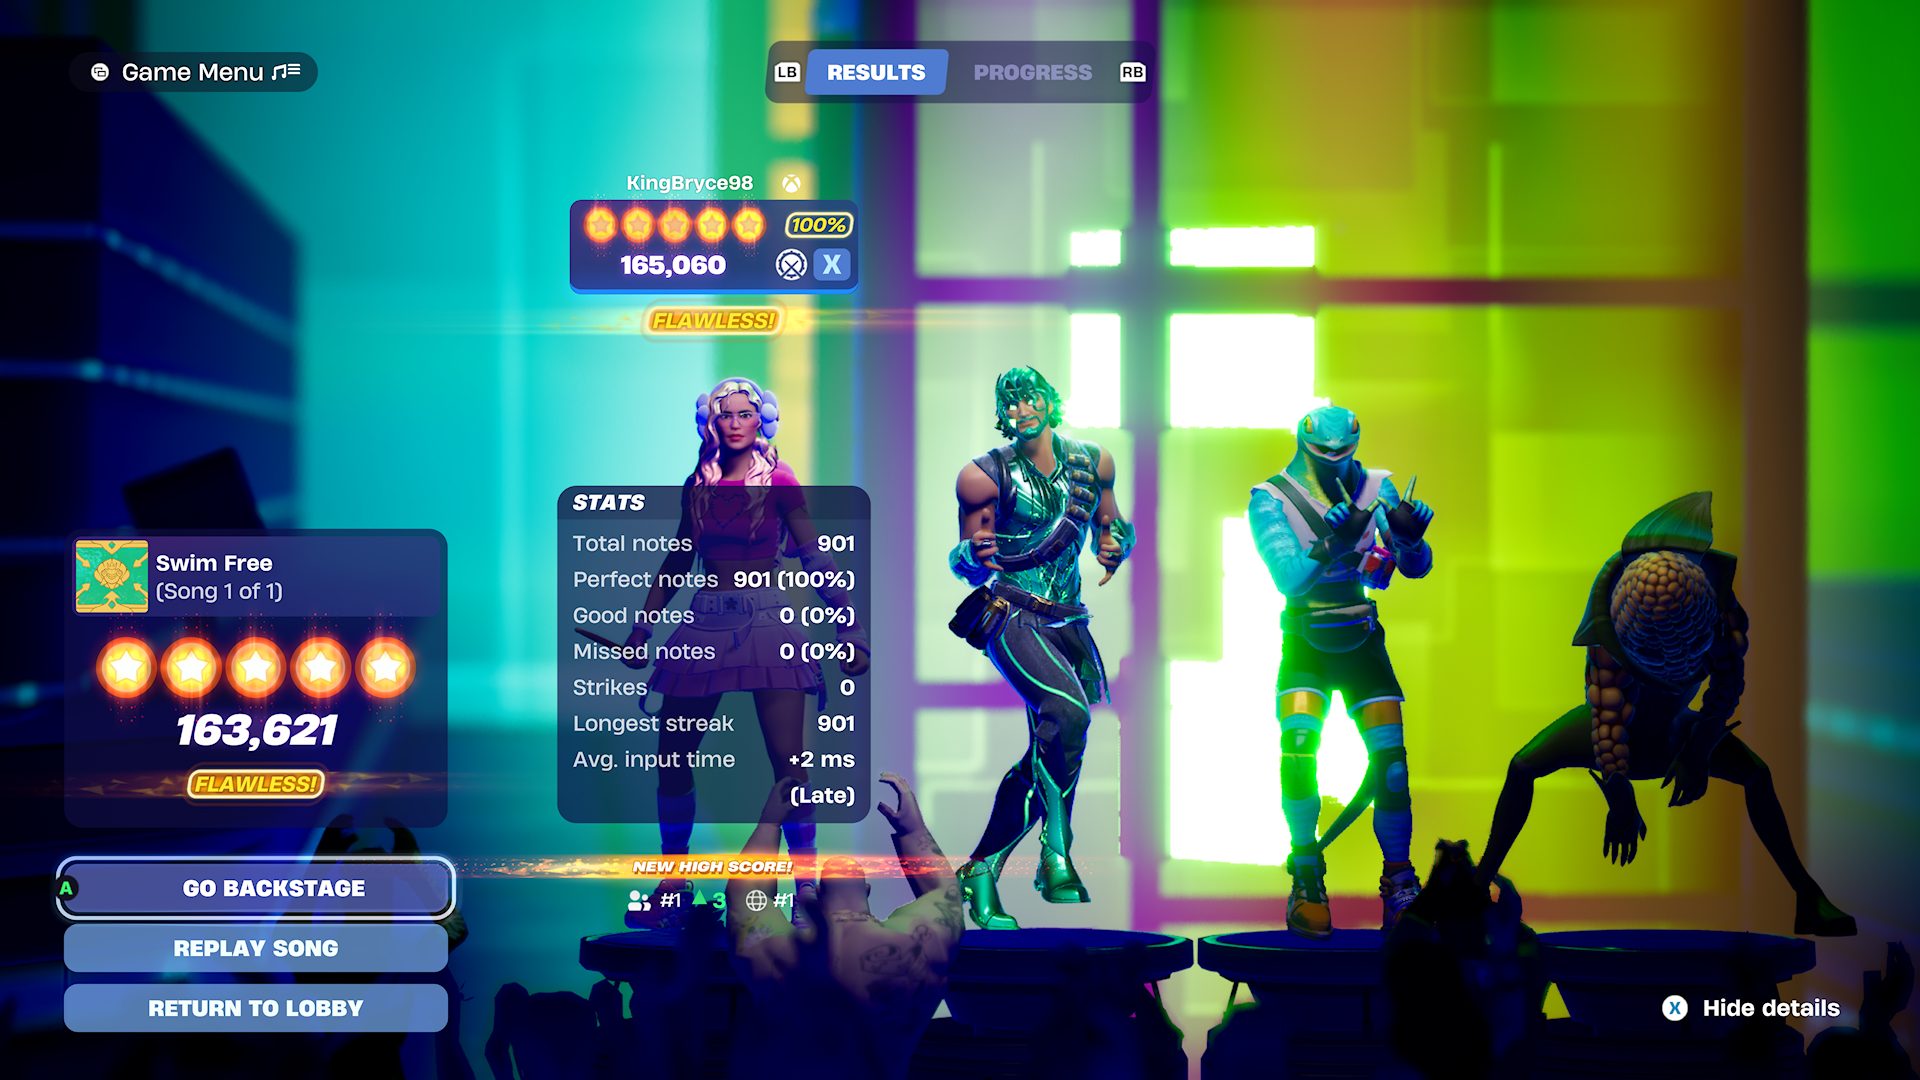 Game Menu
LB RESULTS PROGRESS RB
KingBryce98
100%
165,060 X
FLAWLESS!
STATS
Total notes 901
Perfect notes 901 (100%)
Good notes 0 (0%)
Missed notes 0 (0%)
Strikes 0
Longest streak 901
Avg. input time +2 ms
(Late)
NEW HIGH SCORE!
#1 3 #1
Swim Free
(Song 1 of 1)
163,621
FLAWLESS!
A GO BACKSTAGE
REPLAY SONG
RETURN TO LOBBY
X Hide details